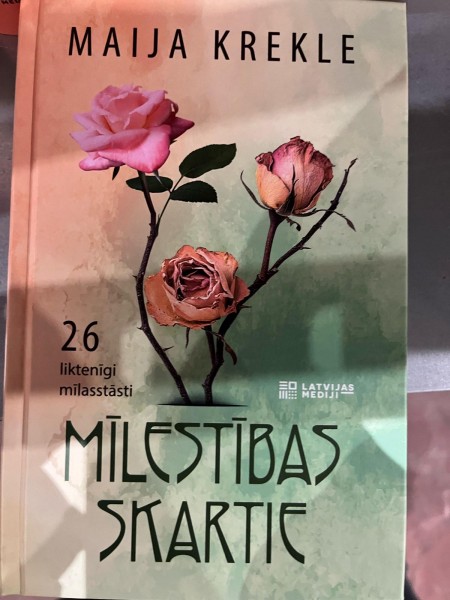 MAIJA KREKLE
26
liktenīgi
mīlasstāsti
LATVIJAS
MEDIJI
MĪLESTĪBAS
SKARTIE